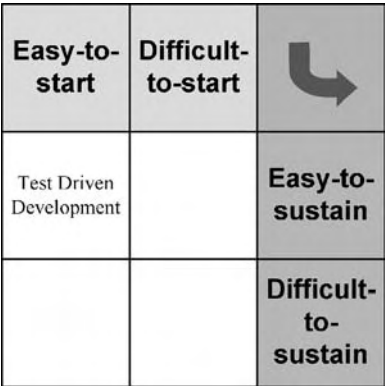 Easy-to-
start
Difficult-
to-start
Test Driven
Development
Easy-to-
sustain
Difficult-
to-
sustain